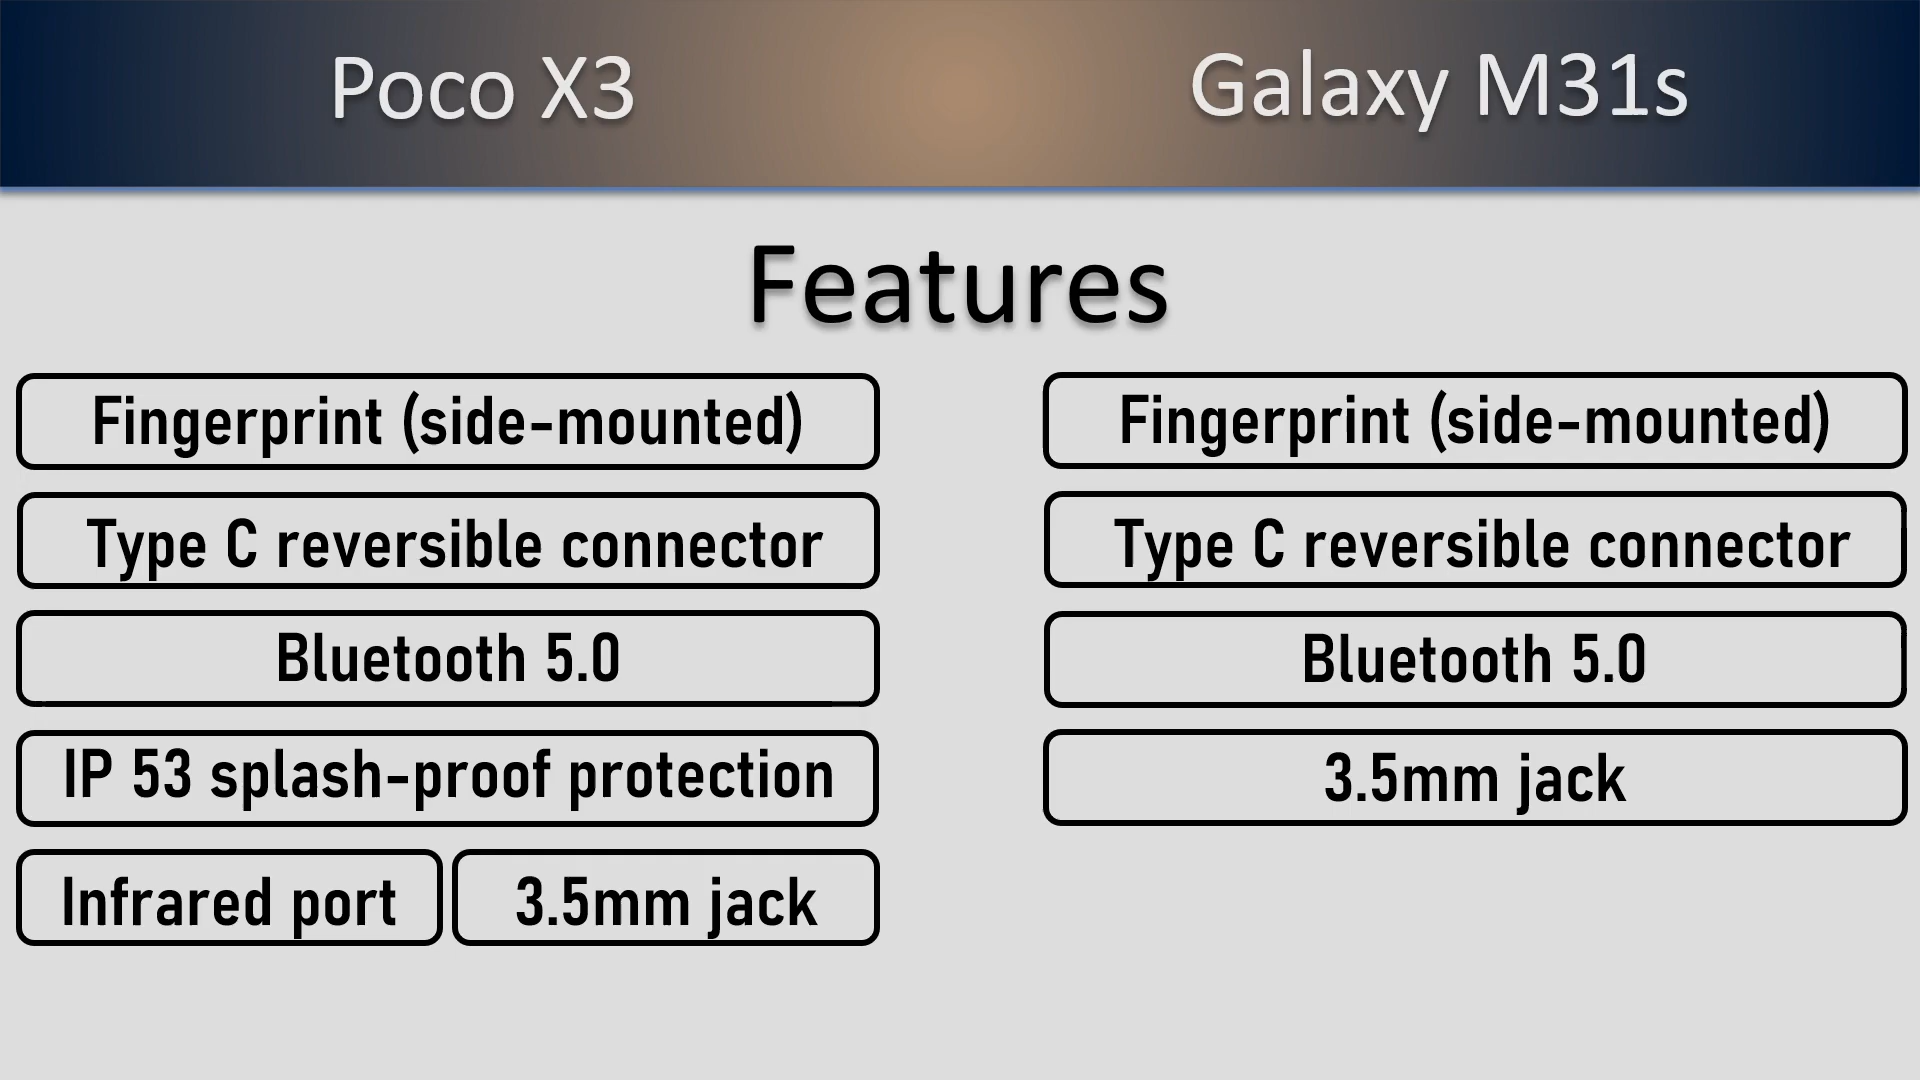 Poco X3
Galaxy M31s
Features
Fingerprint (side-mounted)
Fingerprint (side-mounted)
Type C reversible connector
Type C reversible connector
Bluetooth 5.0
Bluetooth 5.0
IP 53 splash-proof protection
3.5mm jack
Infrared port
3.5mm jack